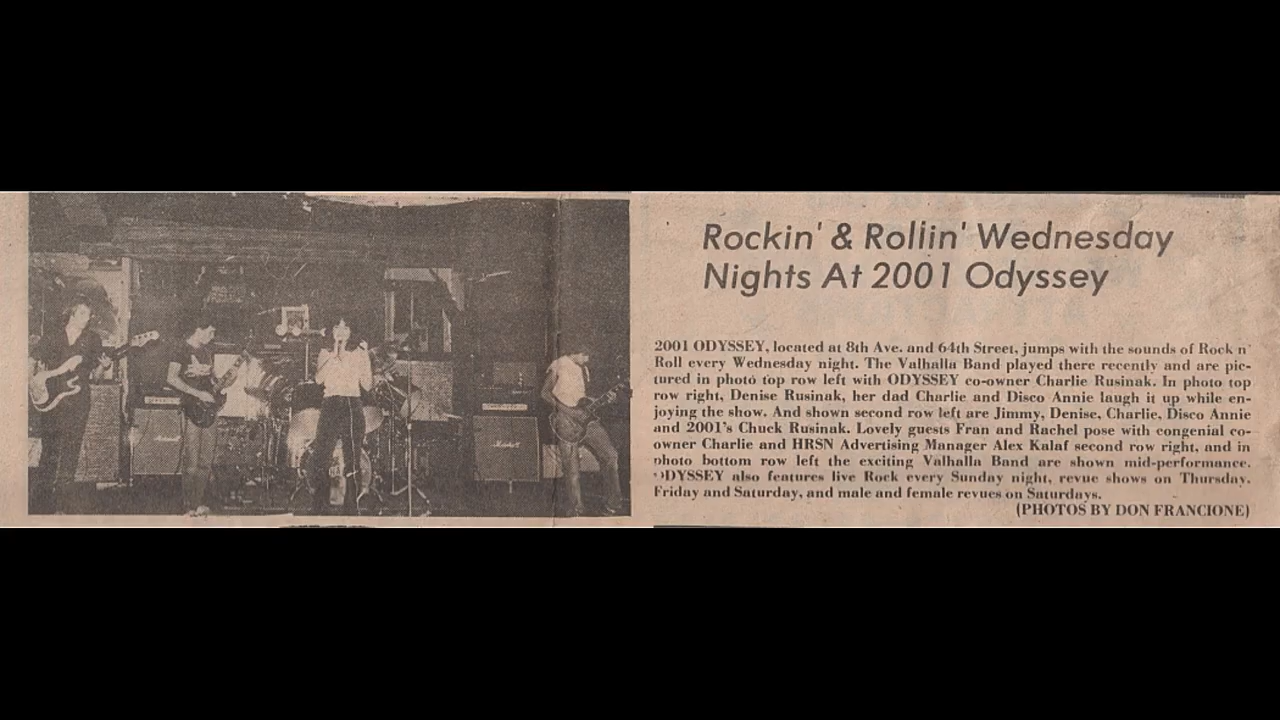 Rockin' & Rollin' Wednesday
Nights At 2001 Odyssey
2001 ODYSSEY, located at 8th Ave. and 64th Street, jumps with the sounds of Rock n'
Roll every Wednesday night. The Valhalla Band played there recently and are pic-
tured in photo top row left with ODYSSEY co-owner Charlie Rusinak. In photo top
row right, Denise Rusinak, her dad Charlie and Disco Annie laugh it up while en-
joying the show. And shown second row left are Jimmy, Denise, Charlie, Disco Annie
and 2001's Chuck Rusinak. Lovely guests Fran and Rachel pose with congenial co-
owner Charlie and HRSN Advertising Manager Alex Kalaf second row right, and in
photo bottom row left the exciting Valhalla Band are shown mid-performance.
ODYSSEY also features live Rock every Sunday night, revue shows on Thursday,
Friday and Saturday, and male and female revues on Saturdays.
(PHOTOS BY DON FRANCIONE)
Marshall
Marshall